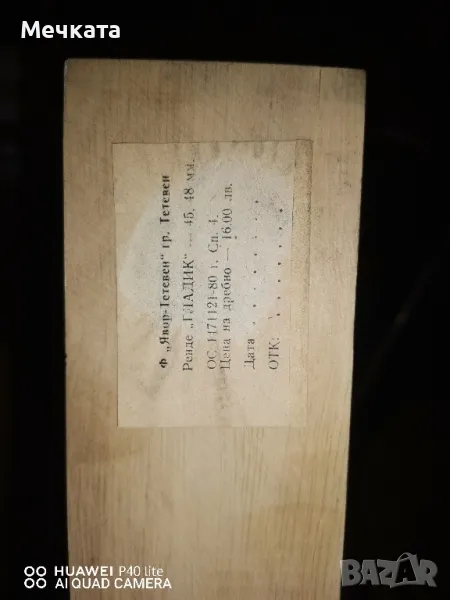 Мечката
Ф „Явор-Тетевен“ гр. Тетевен
Ренде „ГЛАДИК“ — 45, 48 мм.
ОС 1171121-80 г. Сп. 4.
Цена на дребно — 16,00 лв.
Дата . . . . . . . . .
ОТК: . . . . . . . . .
HUAWEI P40 lite
AI QUAD CAMERA
BAZAR